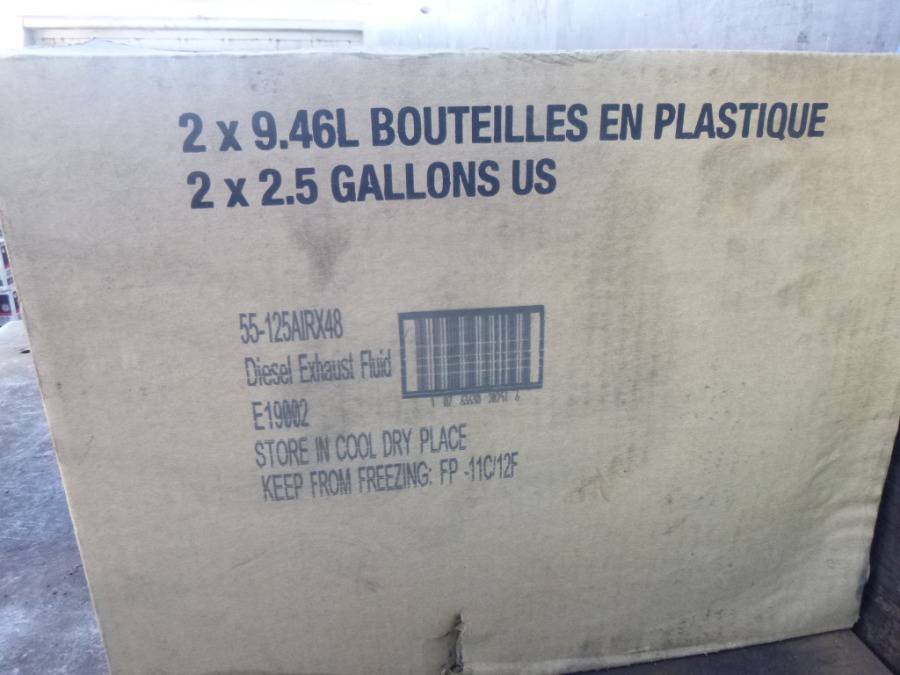 2 x 9.46L BOUTEILLES EN PLASTIQUE
2 x 2.5 GALLONS US
55-125AIRX48
Diesel Exhaust Fluid
E19002
STORE IN COOL DRY PLACE
KEEP FROM FREEZING: FP -11C/12F